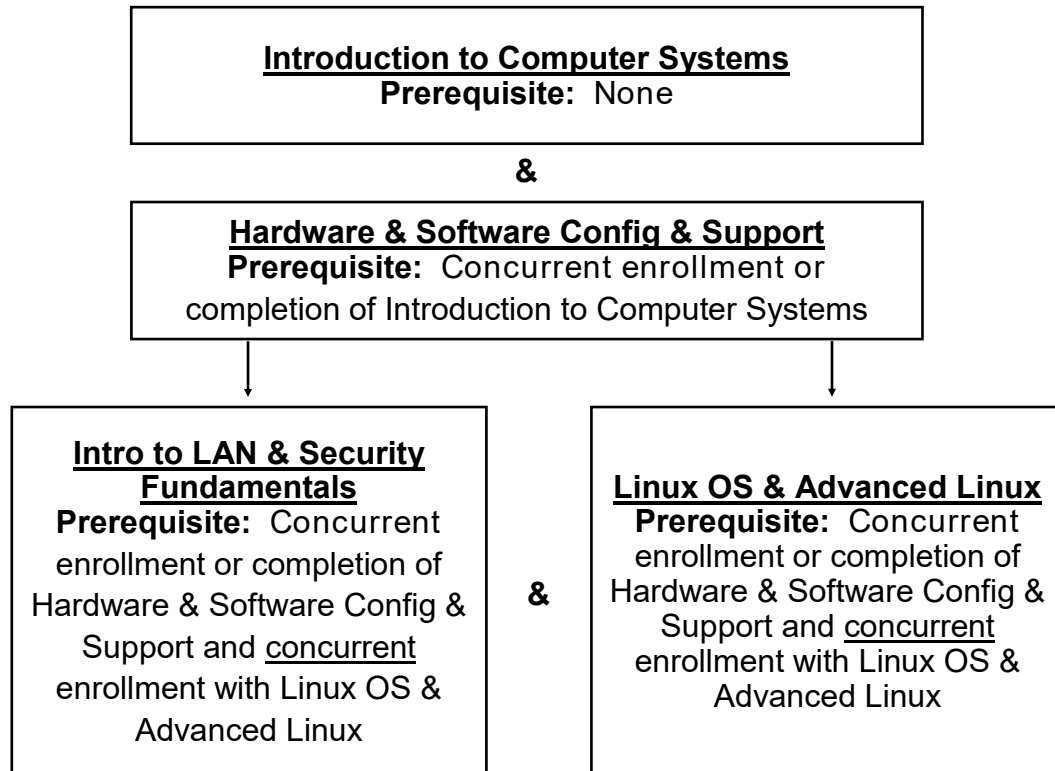 Introduction to Computer Systems
Prerequisite: None
&
Hardware & Software Config & Support
Prerequisite: Concurrent enrollment or
completion of Introduction to Computer Systems
Intro to LAN & Security
Fundamentals
Prerequisite: Concurrent
enrollment or completion of
Hardware & Software Config &
Support and concurrent
enrollment with Linux OS &
Advanced Linux
&
Linux OS & Advanced Linux
Prerequisite: Concurrent
enrollment or completion of
Hardware & Software Config &
Support and concurrent
enrollment with Linux OS &
Advanced Linux